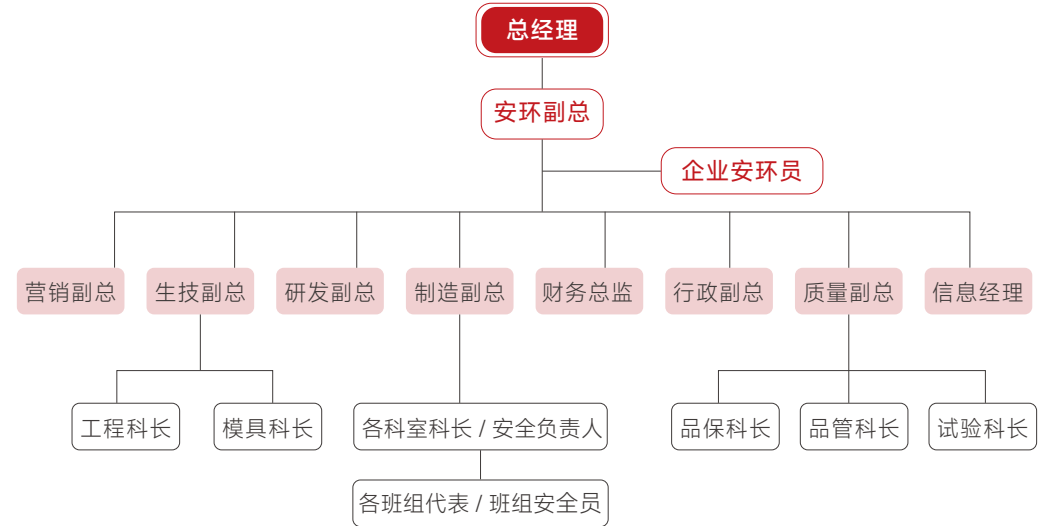 总经理
安环副总
企业安环员
营销副总
生技副总
研发副总
制造副总
财务总监
行政副总
质量副总
信息经理
工程科长
模具科长
各科室科长 / 安全负责人
品保科长
品管科长
试验科长
各班组代表 / 班组安全员